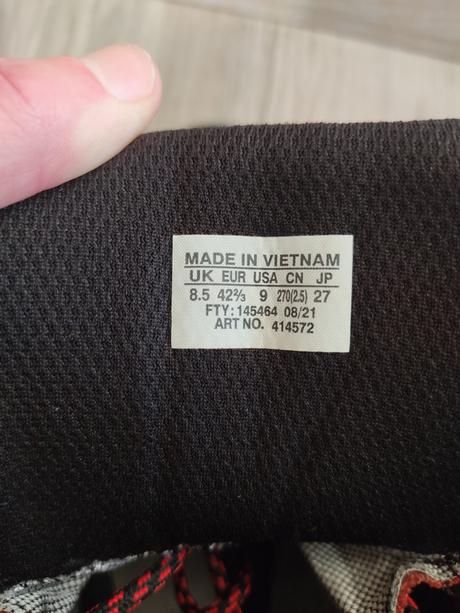 MADE IN VIETNAM
UK EUR USA CN JP
8.5 42⅔ 9 270(2.5) 27
FTY: 145464 08/21
ART NO. 414572